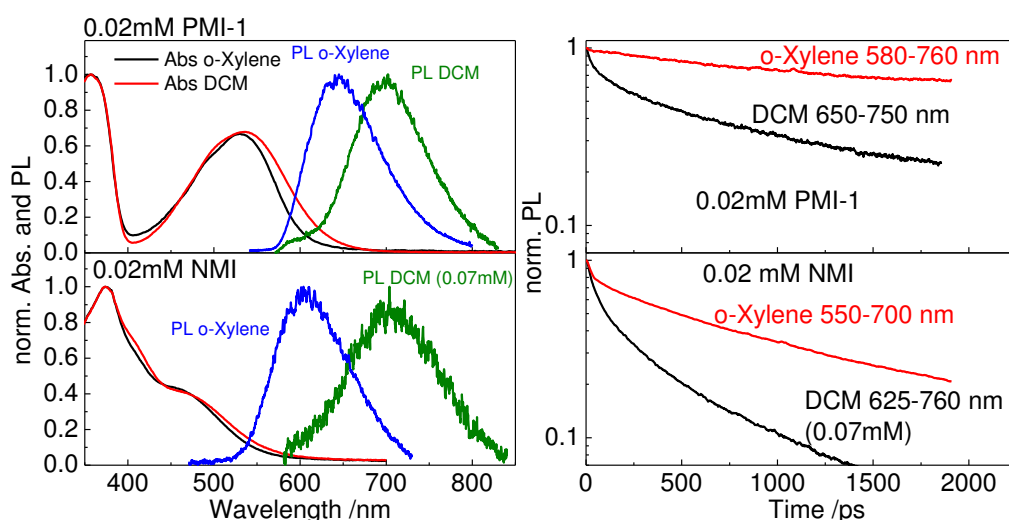 0.02mM PMI-1
Abs o-Xylene
Abs DCM
PL o-Xylene
PL DCM
1.0
0.8
0.6
0.4
0.2
0.0
norm. Abs. and PL
0.02mM NMI
PL o-Xylene
PL DCM (0.07mM)
1.0
0.8
0.6
0.4
0.2
0.0
400 500 600 700 800
Wavelength /nm
1
0.1
o-Xylene 580-760 nm
DCM 650-750 nm
0.02mM PMI-1
norm. PL
1
0.1
0.02 mM NMI
o-Xylene 550-700 nm
DCM 625-760 nm
(0.07mM)
0 500 1000 1500 2000
Time /ps